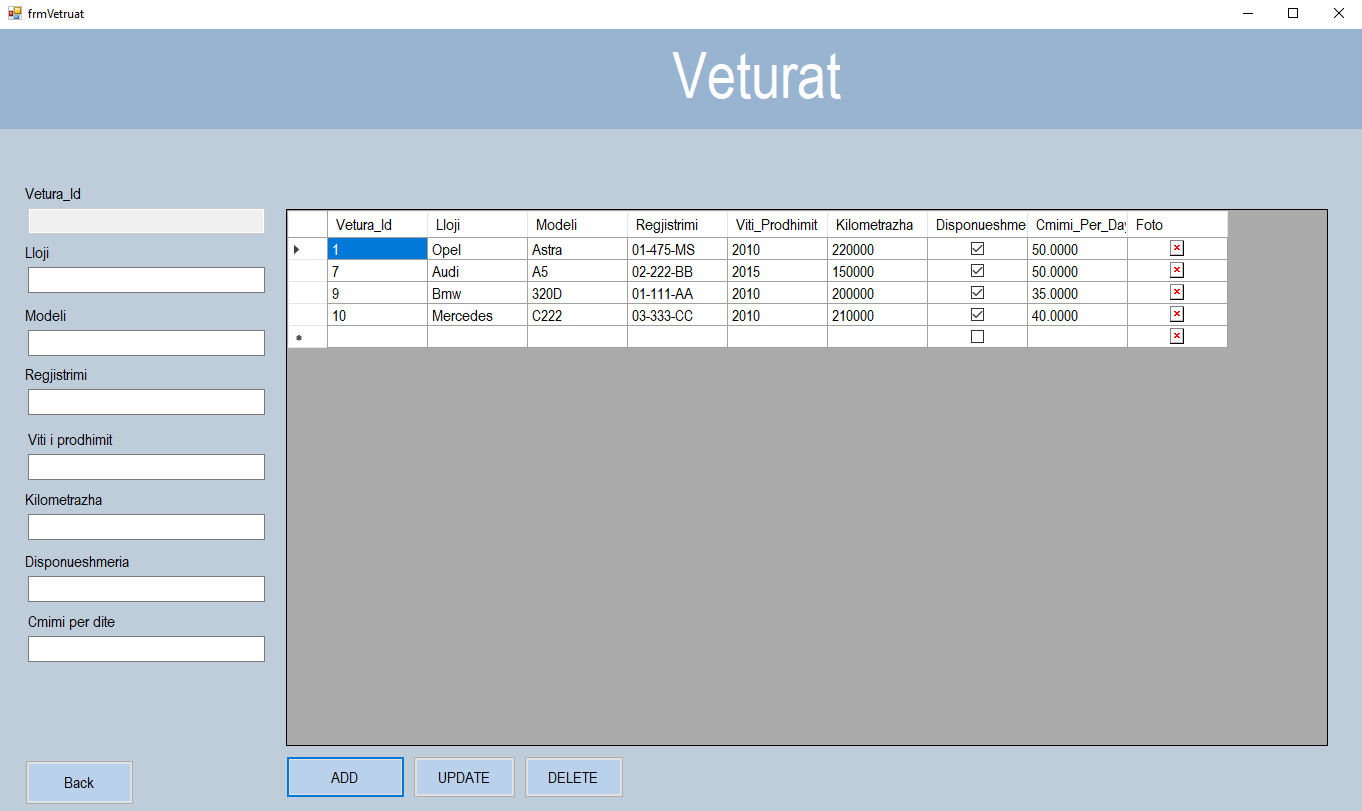 frmVetruat
Veturat
Vetura_Id
Lloji
Modeli
Regjistrimi
Viti i prodhimit
Kilometrazha
Disponueshmeria
Cmimi per dite
Vetura_Id Lloji Modeli Regjistrimi Viti_Prodhimit Kilometrazha Disponueshme Cmimi_Per_Day Foto
1 Opel Astra 01-475-MS 2010 220000 50.0000
7 Audi A5 02-222-BB 2015 150000 50.0000
9 Bmw 320D 01-111-AA 2010 200000 35.0000
10 Mercedes C222 03-333-CC 2010 210000 40.0000
Back
ADD
UPDATE
DELETE